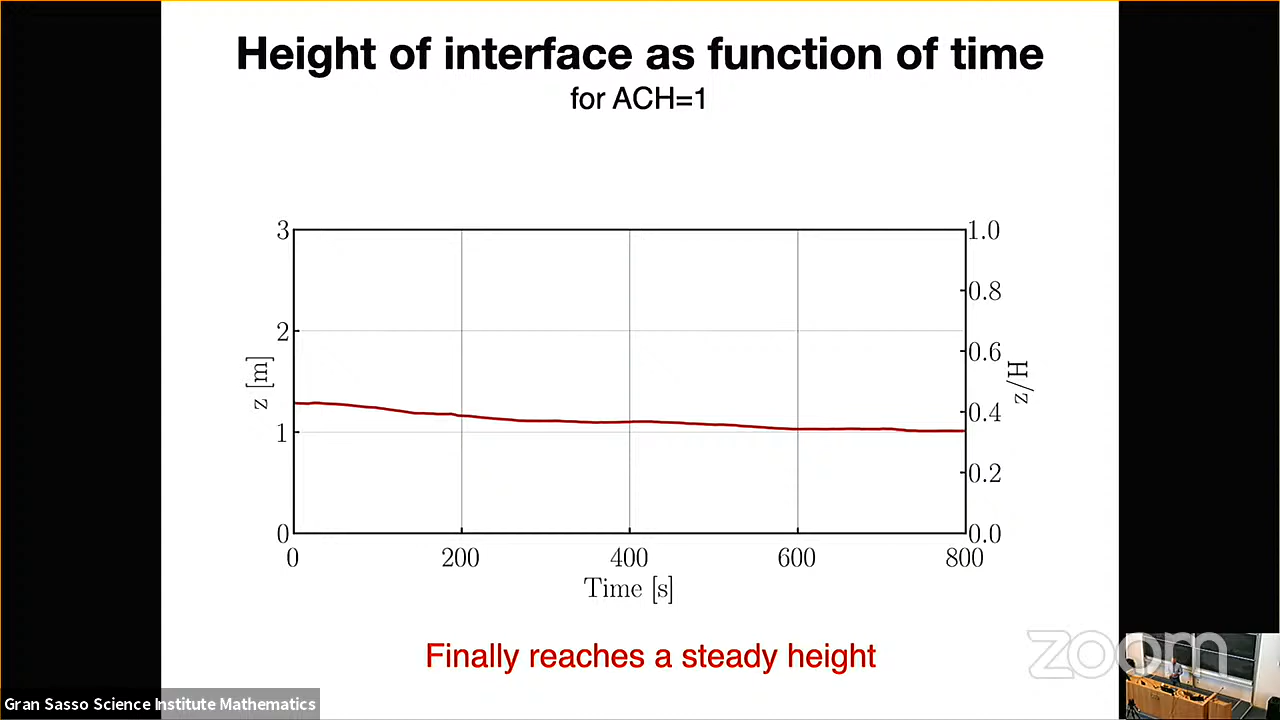 Height of interface as function of time
for ACH=1
3
2
1
0
z [m]
1.0
0.8
0.6
0.4
0.2
0.0
z/H
0
200
400
600
800
Time [s]
Finally reaches a steady height
zoom
Gran Sasso Science Institute Mathematics